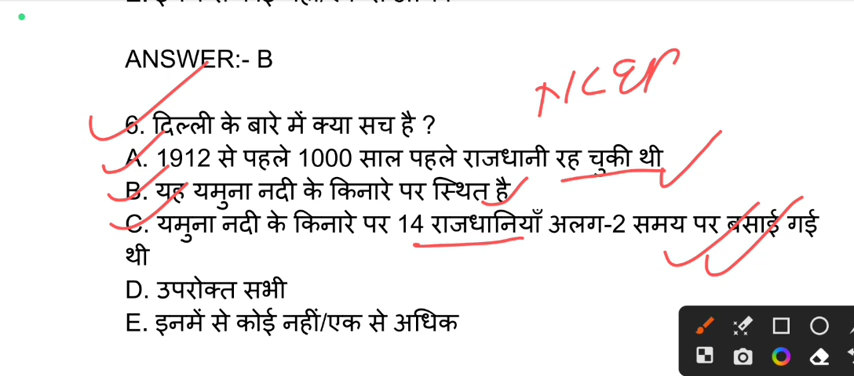 ANSWER:- B
NCER
6. दिल्ली के बारे में क्या सच है ?
A. 1912 से पहले 1000 साल पहले राजधानी रह चुकी थी
B. यह यमुना नदी के किनारे पर स्थित है
C. यमुना नदी के किनारे पर 14 राजधानियाँ अलग-2 समय पर बसाई गई
थी
D. उपरोक्त सभी
E. इनमें से कोई नहीं/एक से अधिक